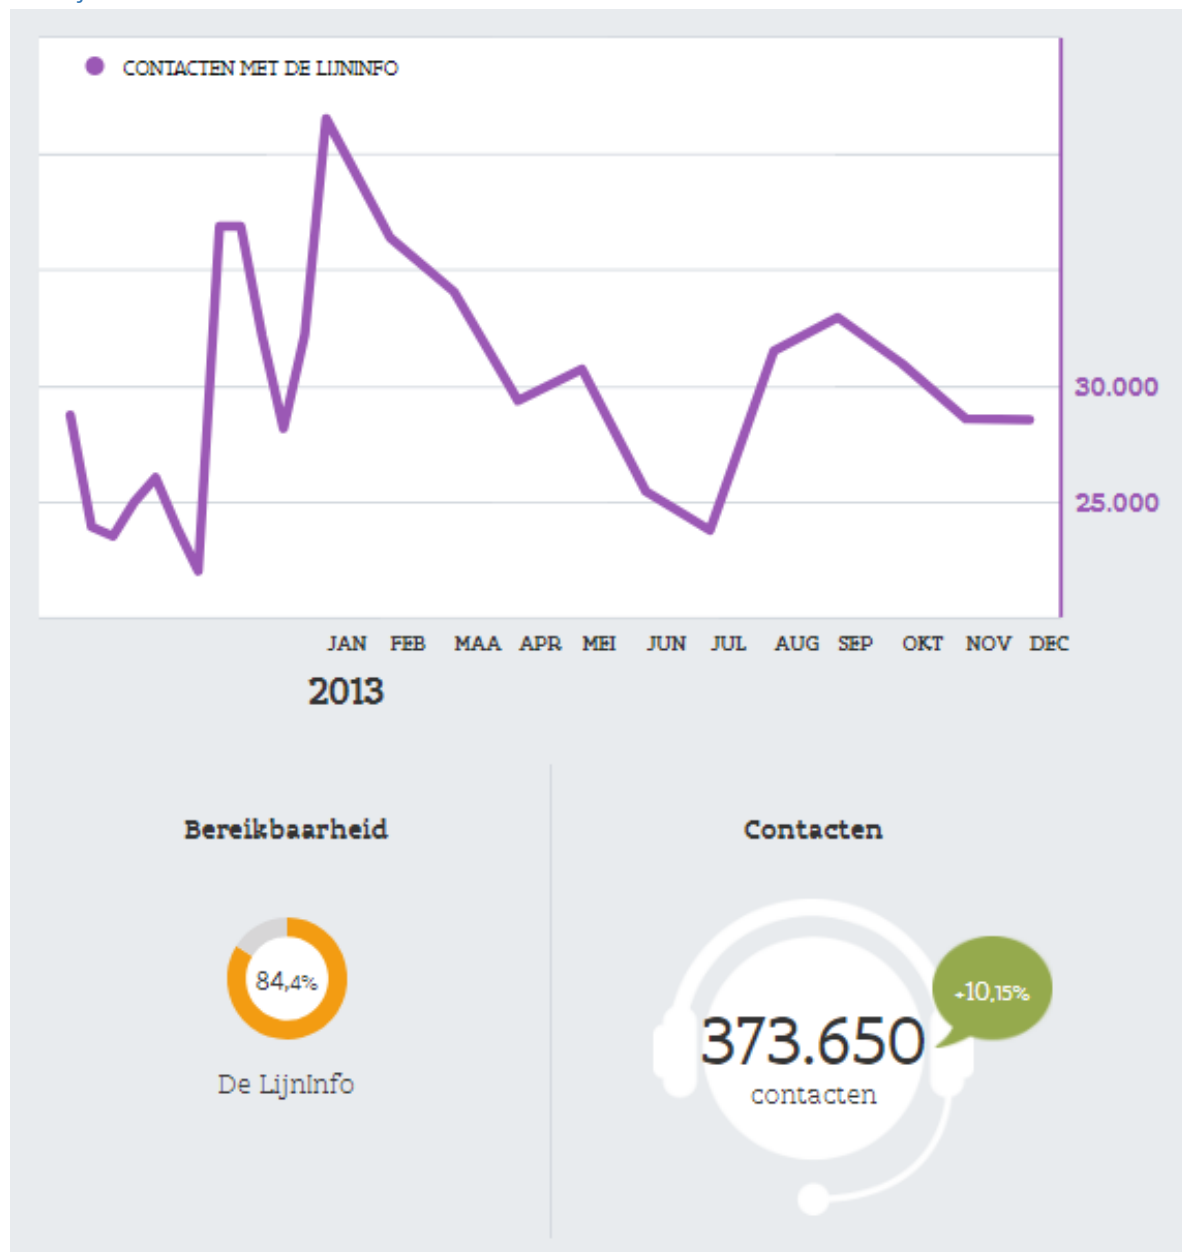 CONTACTEN MET DE LIJNINFO
30.000
25.000
JAN FEB MAA APR MEI JUN JUL AUG SEP OKT NOV DEC
2013
Bereikbaarheid
Contacten
84,4%
De LijnInfo
+10,15%
373.650
contacten